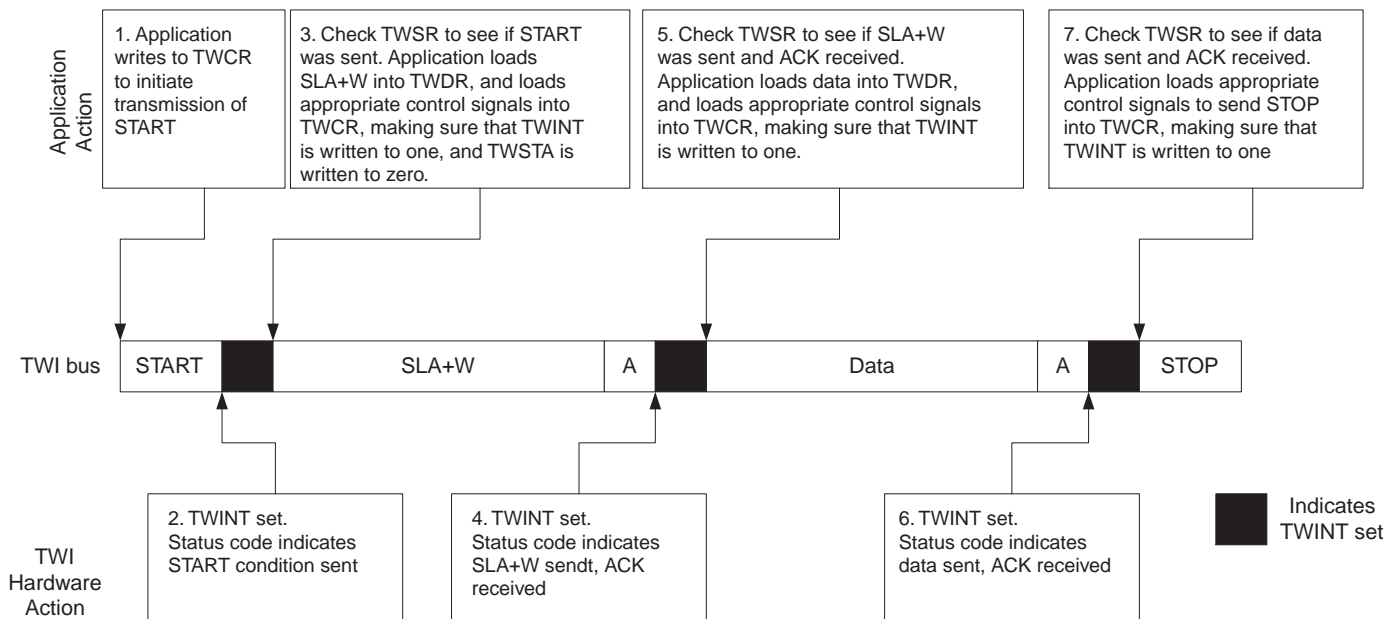 Application
Action
1. Application
writes to TWCR
to initiate
transmission of
START
3. Check TWSR to see if START
was sent. Application loads
SLA+W into TWDR, and loads
appropriate control signals into
TWCR, making sure that TWINT
is written to one, and TWSTA is
written to zero.
5. Check TWSR to see if SLA+W
was sent and ACK received.
Application loads data into TWDR,
and loads appropriate control signals
into TWCR, making sure that TWINT
is written to one.
7. Check TWSR to see if data
was sent and ACK received.
Application loads appropriate
control signals to send STOP
into TWCR, making sure that
TWINT is written to one
TWI bus
START
SLA+W
A
Data
A
STOP
TWI
Hardware
Action
2. TWINT set.
Status code indicates
START condition sent
4. TWINT set.
Status code indicates
SLA+W sendt, ACK
received
6. TWINT set.
Status code indicates
data sent, ACK received
Indicates
TWINT set